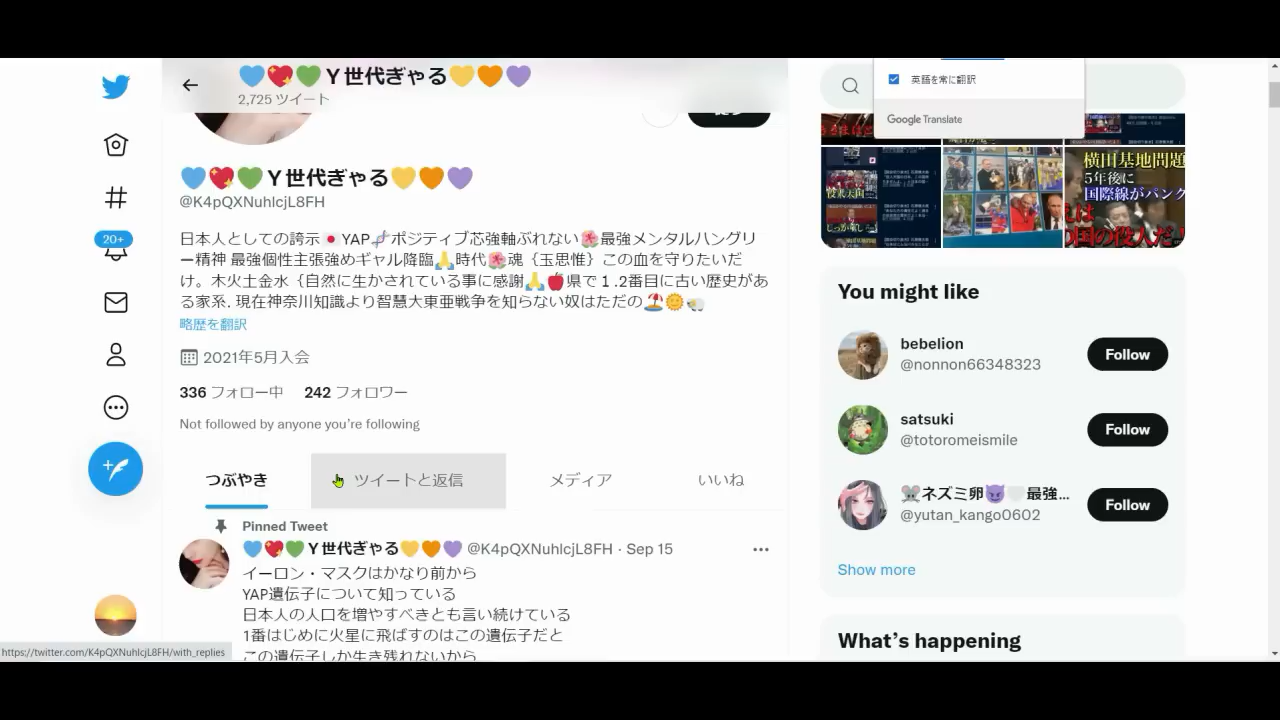 Y世代ぎゃる
2,725 ツイート
Y世代ぎゃる
@K4pQXNuhlcjL8FH
日本人としての誇示🇯🇵YAP🧬ポジティブ芯強軸ぶれない🌺最強メンタルハングリ
ー精神 最強個性主張強めギャル降臨🙏時代🌺魂｛玉思惟｝この血を守りたいだ
け。木火土金水｛自然に生かされている事に感謝🙏🍎県で１.2番目に古い歴史があ
る家系. 現在神奈川知識より智慧大東亜戦争を知らない奴はただの🏖️🌞🐑
略歴を翻訳
2021年5月入会
336 フォロー中 242 フォロワー
Not followed by anyone you're following
つぶやき ツイートと返信 メディア いいね
Pinned Tweet
Y世代ぎゃる @K4pQXNuhlcjL8FH · Sep 15
イーロン・マスクはかなり前から
YAP遺伝子について知っている
日本人の人口を増やすべきとも言い続けている
1番はじめに火星に飛ばすのはこの遺伝子だと
この遺伝子しか生き残れないから
20+
https://twitter.com/K4pQXNuhlcjL8FH/with_replies
英語を常に翻訳
Google Translate
横田基地問題
5年後に
国際線がパンク
You might like
bebelion
@nonnon66348323
Follow
satsuki
@totoromeismile
Follow
🐭ネズミ卵😈🤍最強...
@yutan_kango0602
Follow
Show more
What's happening